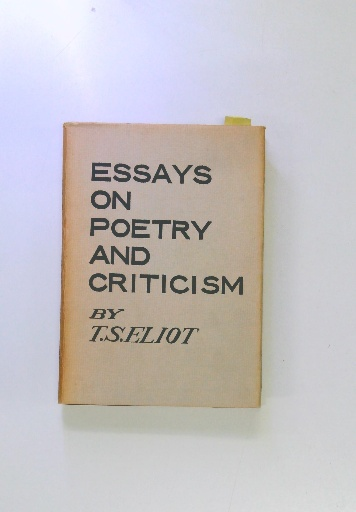 ESSAYS
ON
POETRY
AND
CRITICISM
BY
T.S.ELIOT